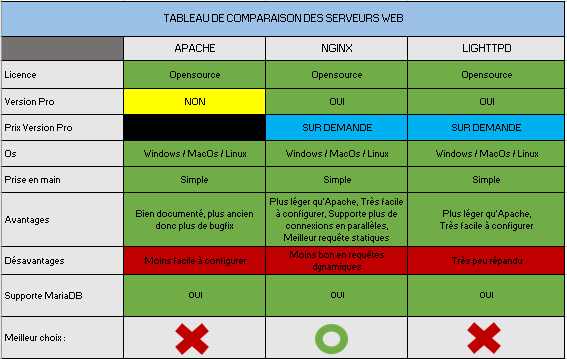 TABLEAU DE COMPARAISON DES SERVEURS WEB
APACHE NGINX LIGHTTPD
Licence Opensource Opensource Opensource
Version Pro NON OUI OUI
Prix Version Pro SUR DEMANDE SUR DEMANDE
Os Windows / MacOs / Linux Windows / MacOs / Linux Windows / MacOs / Linux
Prise en main Simple Simple Simple
Avantages
Bien documenté, plus ancien
donc plus de bugfix
Plus léger qu'Apache, Très facile
à configurer, Supporte plus de
connexions en parallèles,
Meilleur requête statiques
Plus léger qu'Apache,
Très facile à configurer
Désavantages
Moins facile à configurer
Moins bon en requêtes
dynamiques
Très peu répandu
Supporte MariaDB OUI OUI OUI
Meilleur choix :